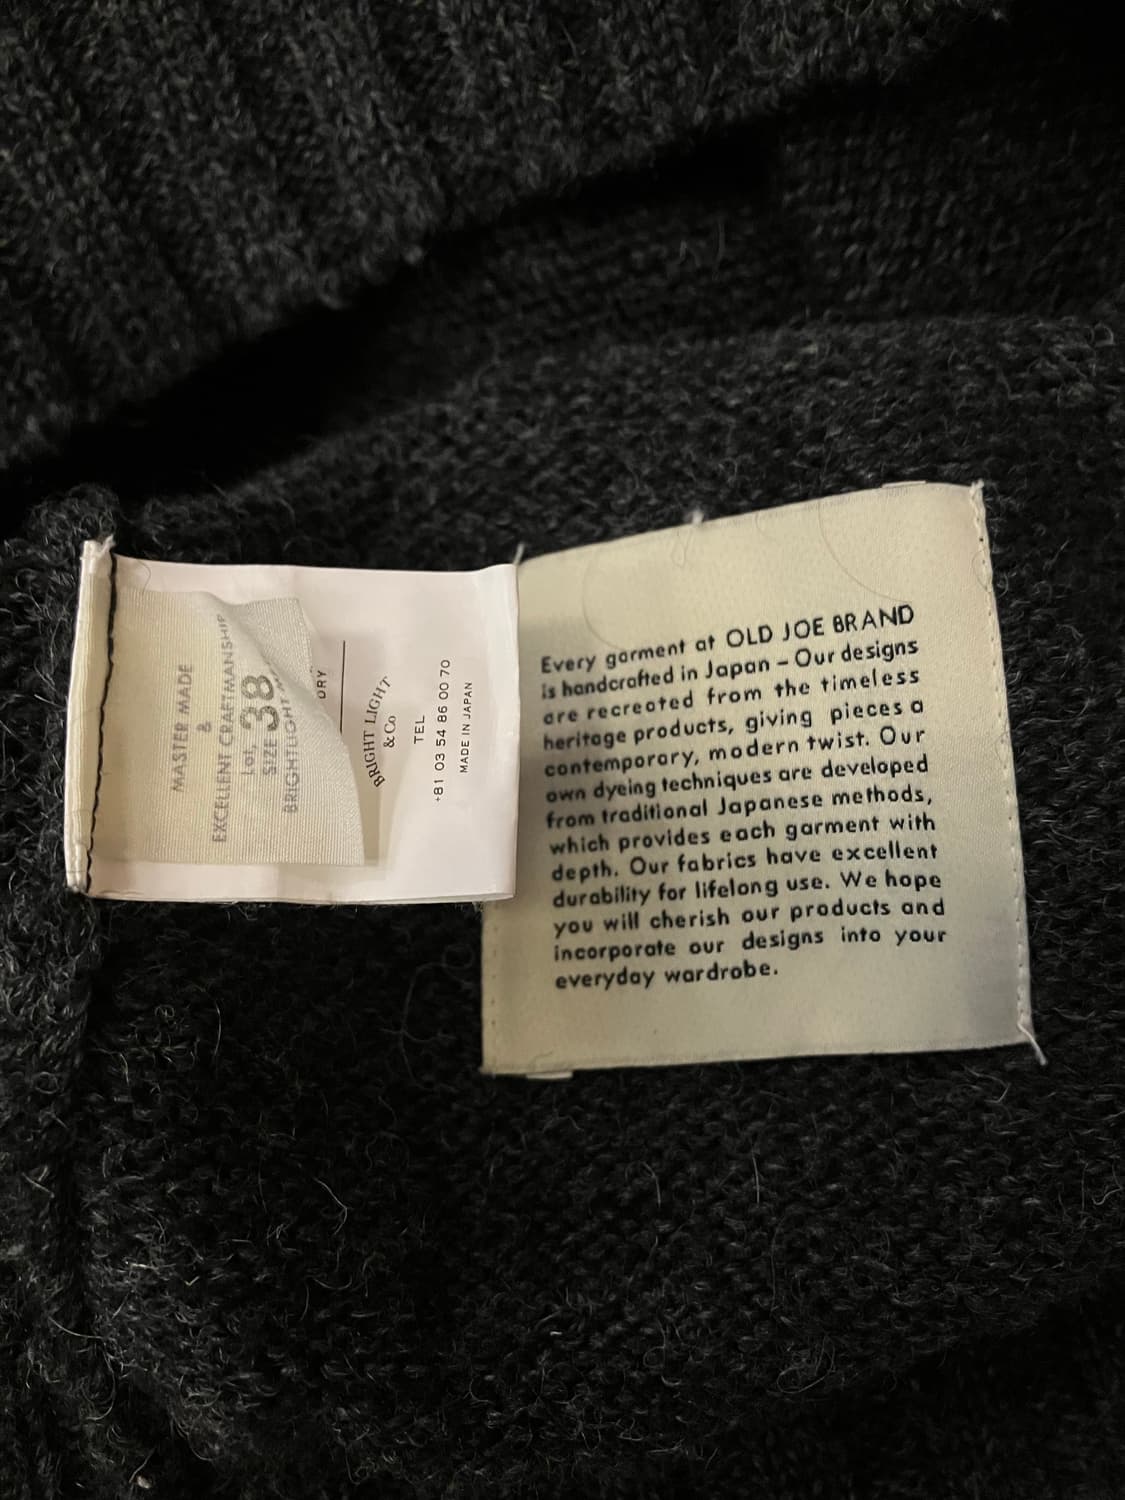 MASTER MADE
&
EXCELLENT CRAFTMANSHIP
Lot.
SIZE 38
BRIGHTLIGHT
DRY
BRIGHT LIGHT
& Co
TEL
+81 03 54 86 00 70
MADE IN JAPAN
Every garment at OLD JOE BRAND
is handcrafted in Japan – Our designs
are recreated from the timeless
heritage products, giving pieces a
contemporary, modern twist. Our
own dyeing techniques are developed
from traditional Japanese methods,
which provides each garment with
depth. Our fabrics have excellent
durability for lifelong use. We hope
you will cherish our products and
incorporate our designs into your
everyday wardrobe.